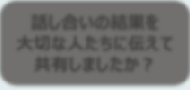 話し合いの結果を
大切な人たちに伝えて
共有しましたか？